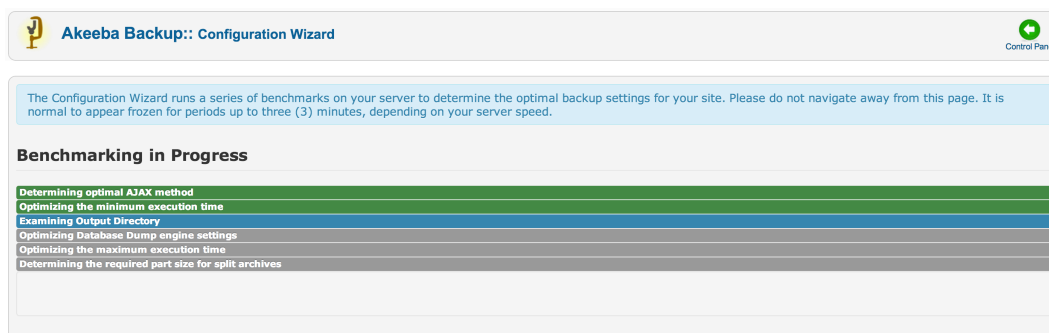 Akeeba Backup:: Configuration Wizard
Control Pan
The Configuration Wizard runs a series of benchmarks on your server to determine the optimal backup settings for your site. Please do not navigate away from this page. It is
normal to appear frozen for periods up to three (3) minutes, depending on your server speed.
Benchmarking in Progress
Determining optimal AJAX method
Optimizing the minimum execution time
Examining Output Directory
Optimizing Database Dump engine settings
Optimizing the maximum execution time
Determining the required part size for split archives